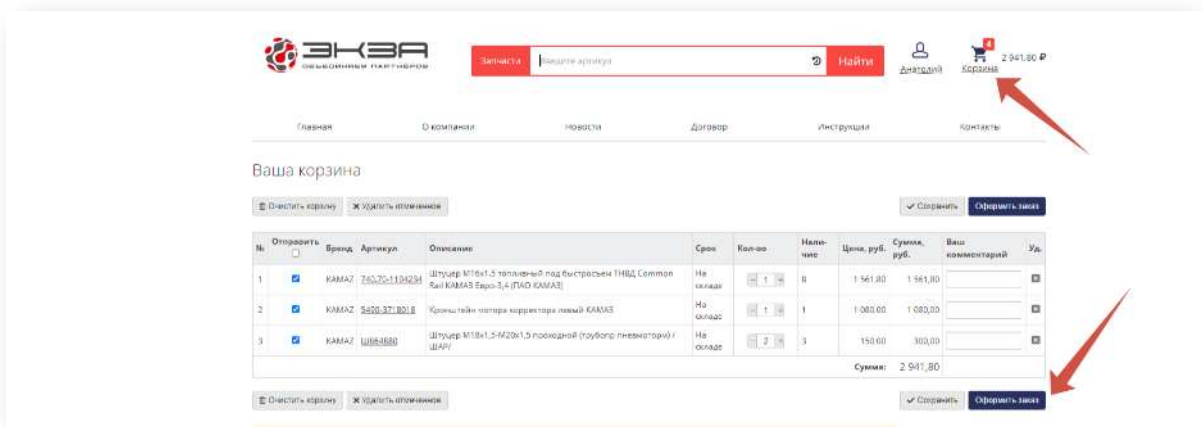 ЭКЗА
ОБЪЕДИНЯЕМ ПАРТНЕРОВ
Запчасти Введите артикул Найти
Анатолий
4
Корзина
2 941,80 ₽
Главная О компании Новости Договор Инструкции Контакты
Ваша корзина
Очистить корзину Удалить отмеченное Сохранить Оформить заказ
№ Отправить Бренд Артикул Описание Срок Кол-во Нали-чие Цена, руб. Сумма, руб. Ваш комментарий Уд.
1 KAMAZ 740.70-1104294 Штуцер М16х1,5 топливный под быстросъем ТНВД Common
Rail КАМАЗ Евро-3,4 (ПАО КАМАЗ) На складе 1 8 1 561,80 1 561,80
2 KAMAZ 5490-3718018 Кронштейн мотора корректора левый КАМАЗ На складе 1 1 1 080,00 1 080,00
3 KAMAZ Штуцер М18х1,5-М20х1,5 проходной (трубопр пневмоторм) /
ШАР/ На складе 2 3 150,00 300,00
Сумма: 2 941,80
Очистить корзину Удалить отмеченное Сохранить Оформить заказ